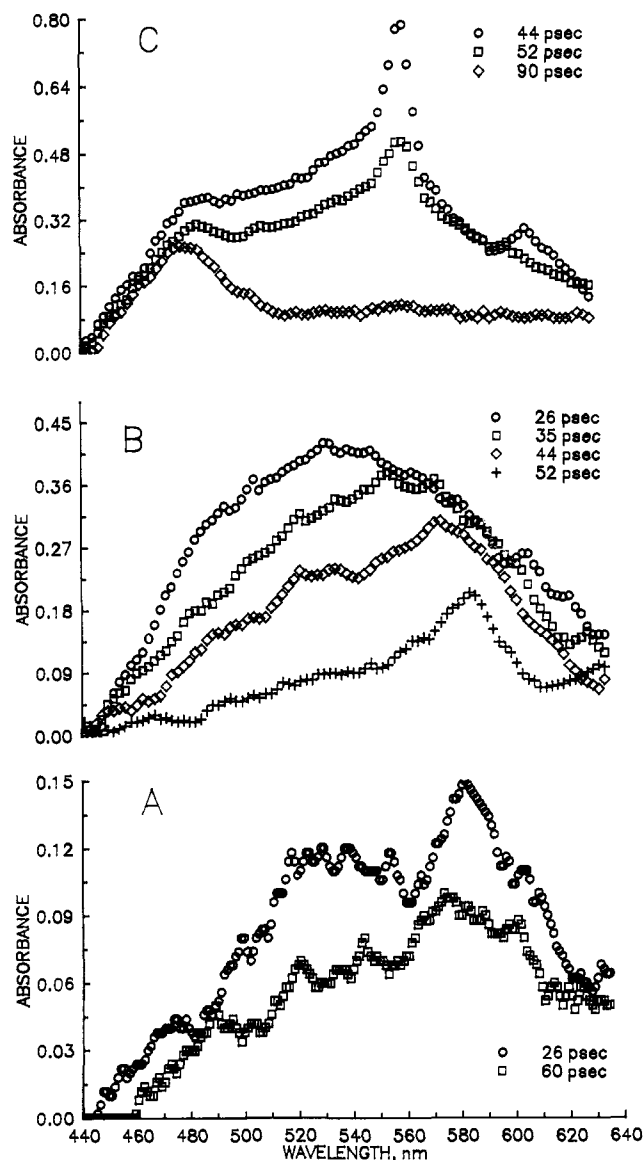 C
44 psec
52 psec
90 psec
0.80
0.64
0.48
0.32
0.16
0.00
ABSORBANCE
B
26 psec
35 psec
44 psec
52 psec
0.45
0.36
0.27
0.18
0.09
0.00
ABSORBANCE
A
26 psec
60 psec
0.15
0.12
0.09
0.06
0.03
0.00
ABSORBANCE
440 460 480 500 520 540 560 580 600 620 640
WAVELENGTH, nm